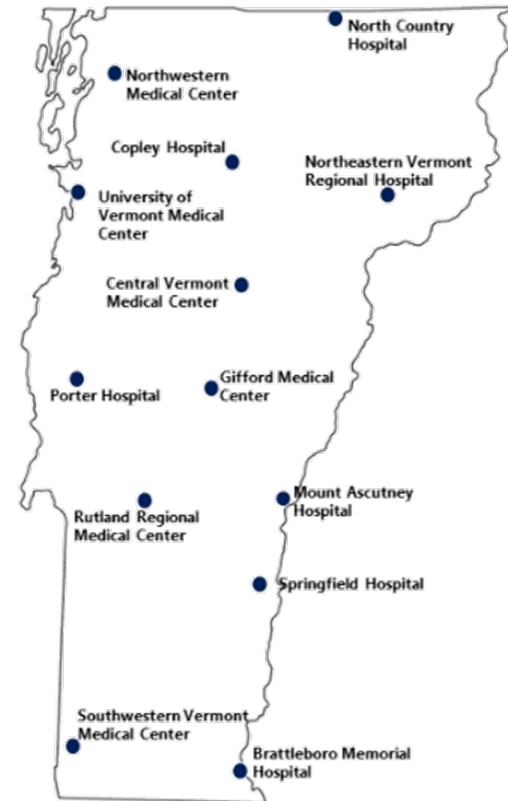 North Country
Hospital
Northwestern
Medical Center
Copley Hospital
Northeastern Vermont
Regional Hospital
University of
Vermont Medical
Center
Central Vermont
Medical Center
Gifford Medical
Center
Porter Hospital
Mount Ascutney
Hospital
Rutland Regional
Medical Center
Springfield Hospital
Southwestern Vermont
Medical Center
Brattleboro Memorial
Hospital